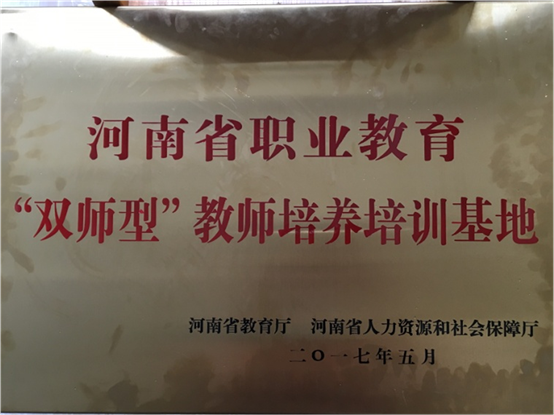 河南省职业教育
“双师型”教师培养培训基地
河南省教育厅 河南省人力资源和社会保障厅
二〇一七年五月